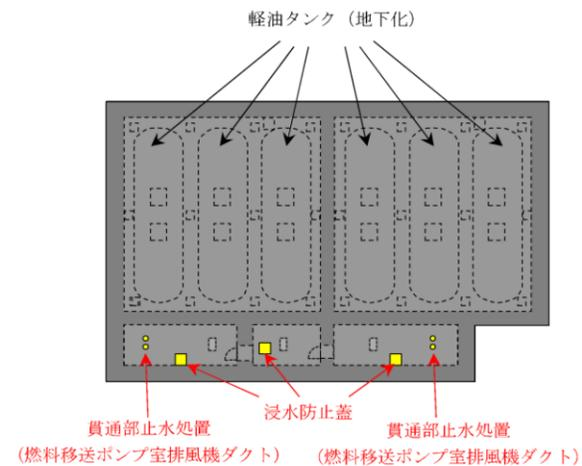 軽油タンク（地下化）
浸水防止蓋
貫通部止水処置
（燃料移送ポンプ室排風機ダクト）
貫通部止水処置
（燃料移送ポンプ室排風機ダクト）